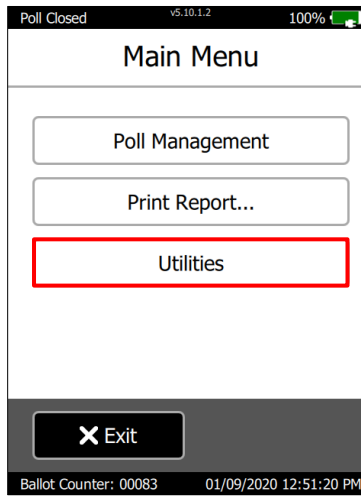 Poll Closed v5.10.1.2 100%
Main Menu
Poll Management
Print Report...
Utilities
Exit
Ballot Counter: 00083 01/09/2020 12:51:20 PM